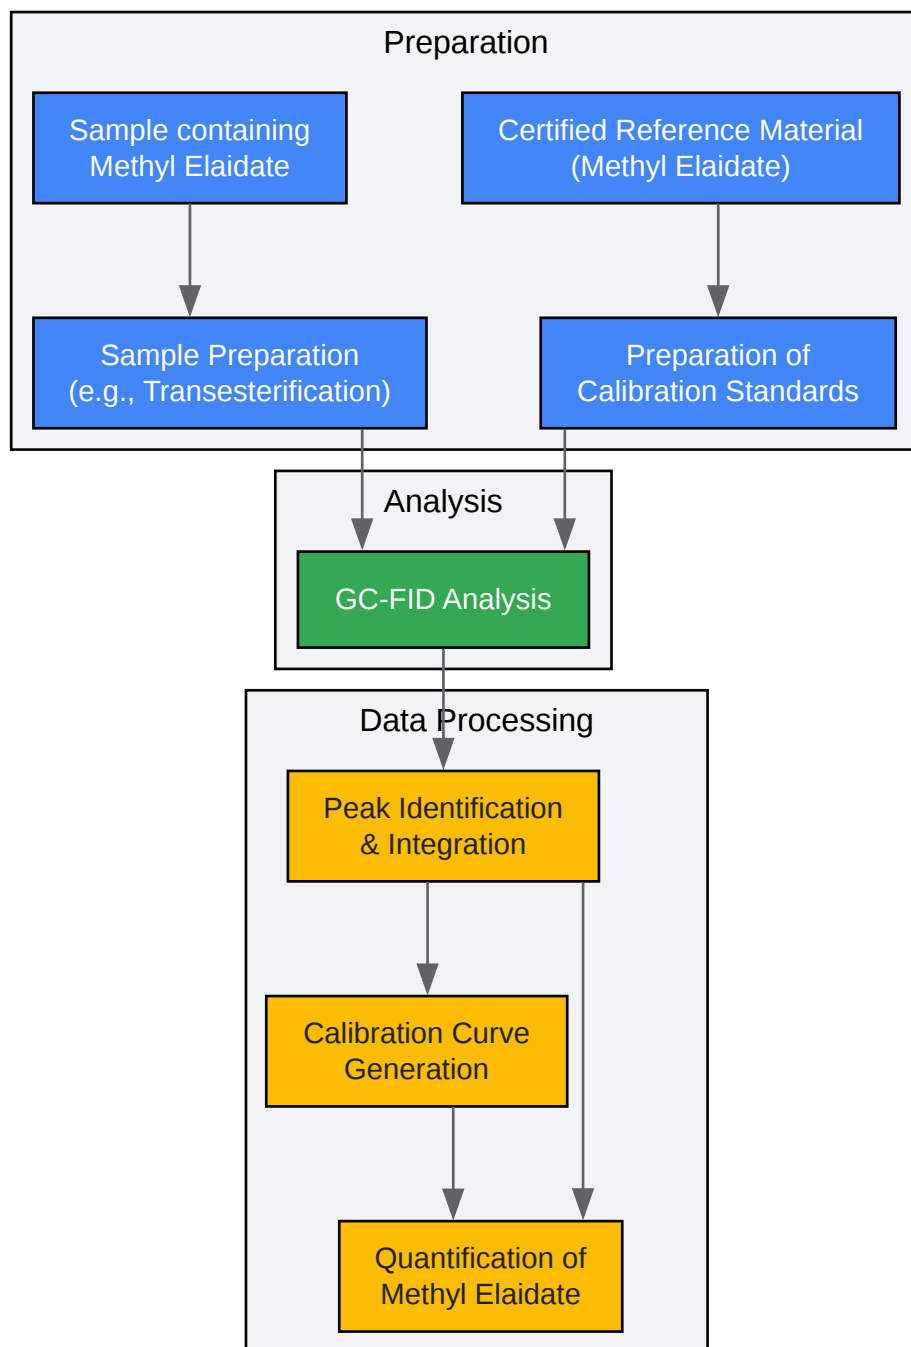 Preparation
Sample containing
Methyl Elaidate
Certified Reference Material
(Methyl Elaidate)
Sample Preparation
(e.g., Transesterification)
Preparation of
Calibration Standards
Analysis
GC-FID Analysis
Data Processing
Peak Identification
& Integration
Calibration Curve
Generation
Quantification of
Methyl Elaidate